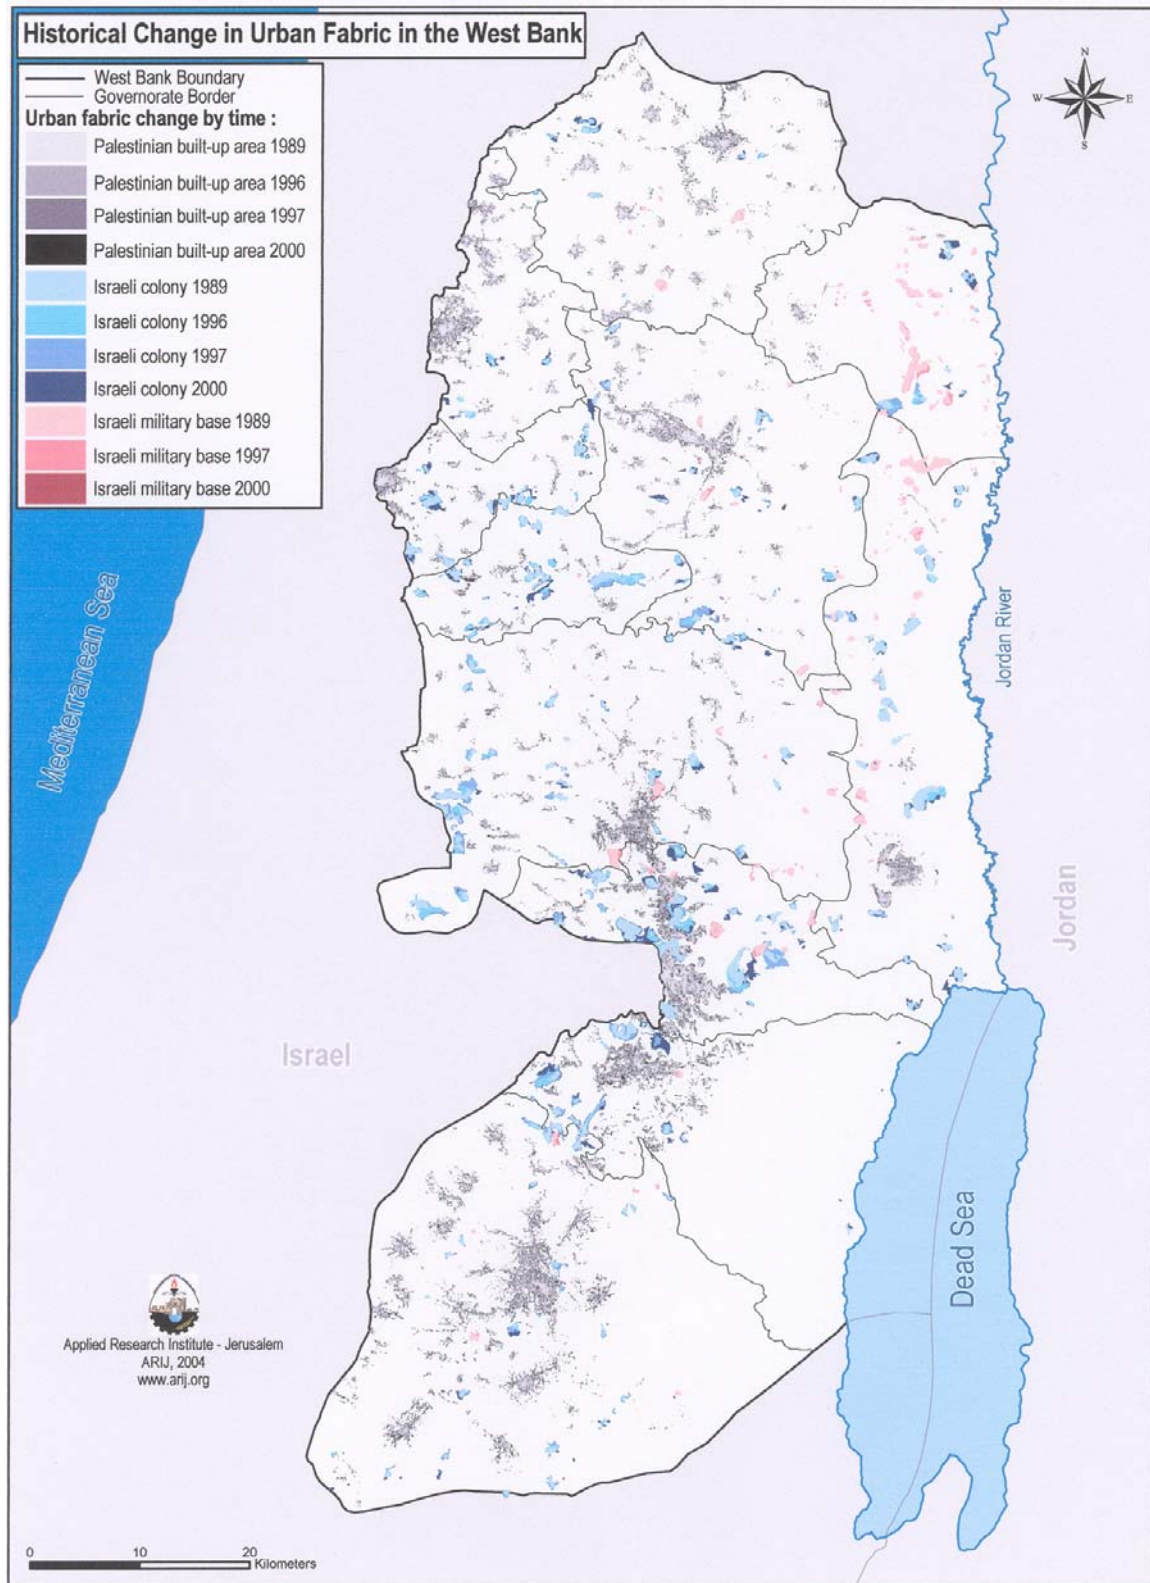 Historical Change in Urban Fabric in the West Bank
West Bank Boundary
Governorate Border
Urban fabric change by time :
Palestinian built-up area 1989
Palestinian built-up area 1996
Palestinian built-up area 1997
Palestinian built-up area 2000
Israeli colony 1989
Israeli colony 1996
Israeli colony 1997
Israeli colony 2000
Israeli military base 1989
Israeli military base 1997
Israeli military base 2000
N
W
E
S
Mediterranean Sea
Jordan River
Jordan
Israel
Dead Sea
Applied Research Institute - Jerusalem
ARIJ, 2004
www.arij.org
0 10 20
Kilometers